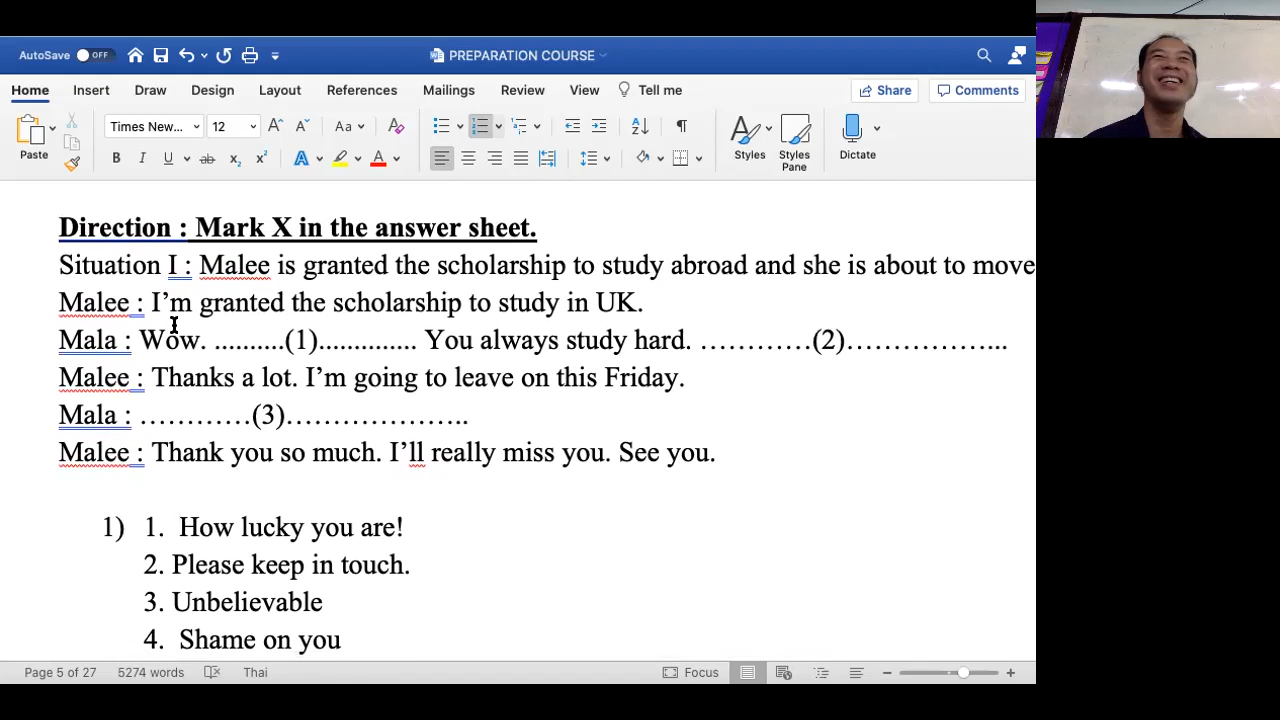 AutoSave OFF PREPARATION COURSE
Home Insert Draw Design Layout References Mailings Review View Tell me Share Comments
Paste Times New... 12 Aa Styles Styles Pane Dictate
Direction : Mark X in the answer sheet.
Situation I : Malee is granted the scholarship to study abroad and she is about to move
Malee : I’m granted the scholarship to study in UK.
Mala : Wow. ..........(1)............. You always study hard. …………(2)……………...
Malee : Thanks a lot. I’m going to leave on this Friday.
Mala : …………(3)………………..
Malee : Thank you so much. I’ll really miss you. See you.
1) 1. How lucky you are!
2. Please keep in touch.
3. Unbelievable
4. Shame on you
Page 5 of 27 5274 words Thai Focus